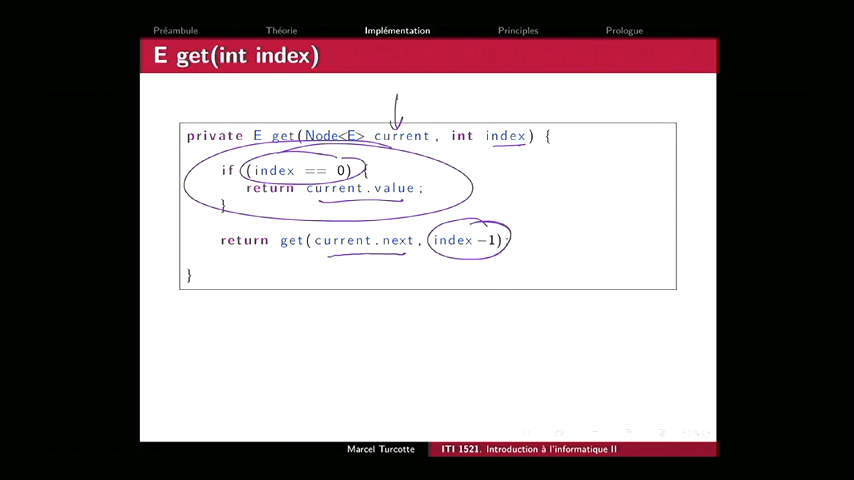 Préambule Théorie Implémentation Principles Prologue
E get(int index)
private E get(Node<E> current, int index) {
if (index == 0) {
return current.value;
}
return get(current.next, index-1);
}
Marcel Turcotte ITI 1521. Introduction à l'informatique II